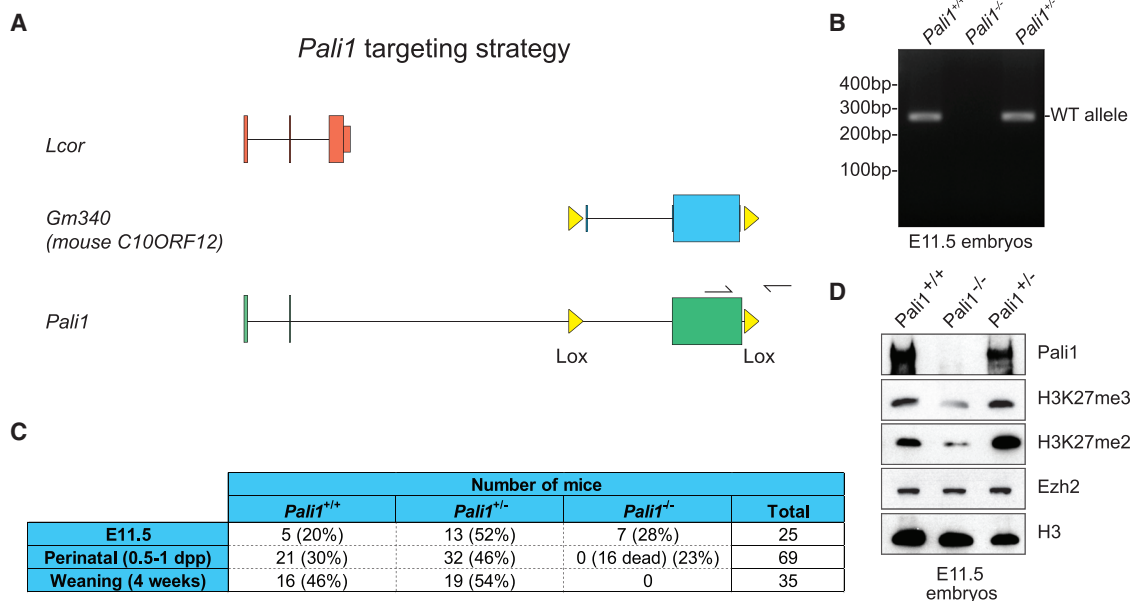 A
Pali1 targeting strategy
Lcor
Gm340
(mouse C10ORF12)
Pali1
Lox
Lox
B
Pali1+/+
Pali1-/-
Pali1+/-
400bp-
300bp-
200bp-
100bp-
-WT allele
E11.5 embryos
C
Number of mice
Pali1+/+ Pali1+/- Pali1-/- Total
E11.5 5 (20%) 13 (52%) 7 (28%) 25
Perinatal (0.5-1 dpp) 21 (30%) 32 (46%) 0 (16 dead) (23%) 69
Weaning (4 weeks) 16 (46%) 19 (54%) 0 35
D
Pali1+/+
Pali1-/-
Pali1+/-
Pali1
H3K27me3
H3K27me2
Ezh2
H3
E11.5
embryos